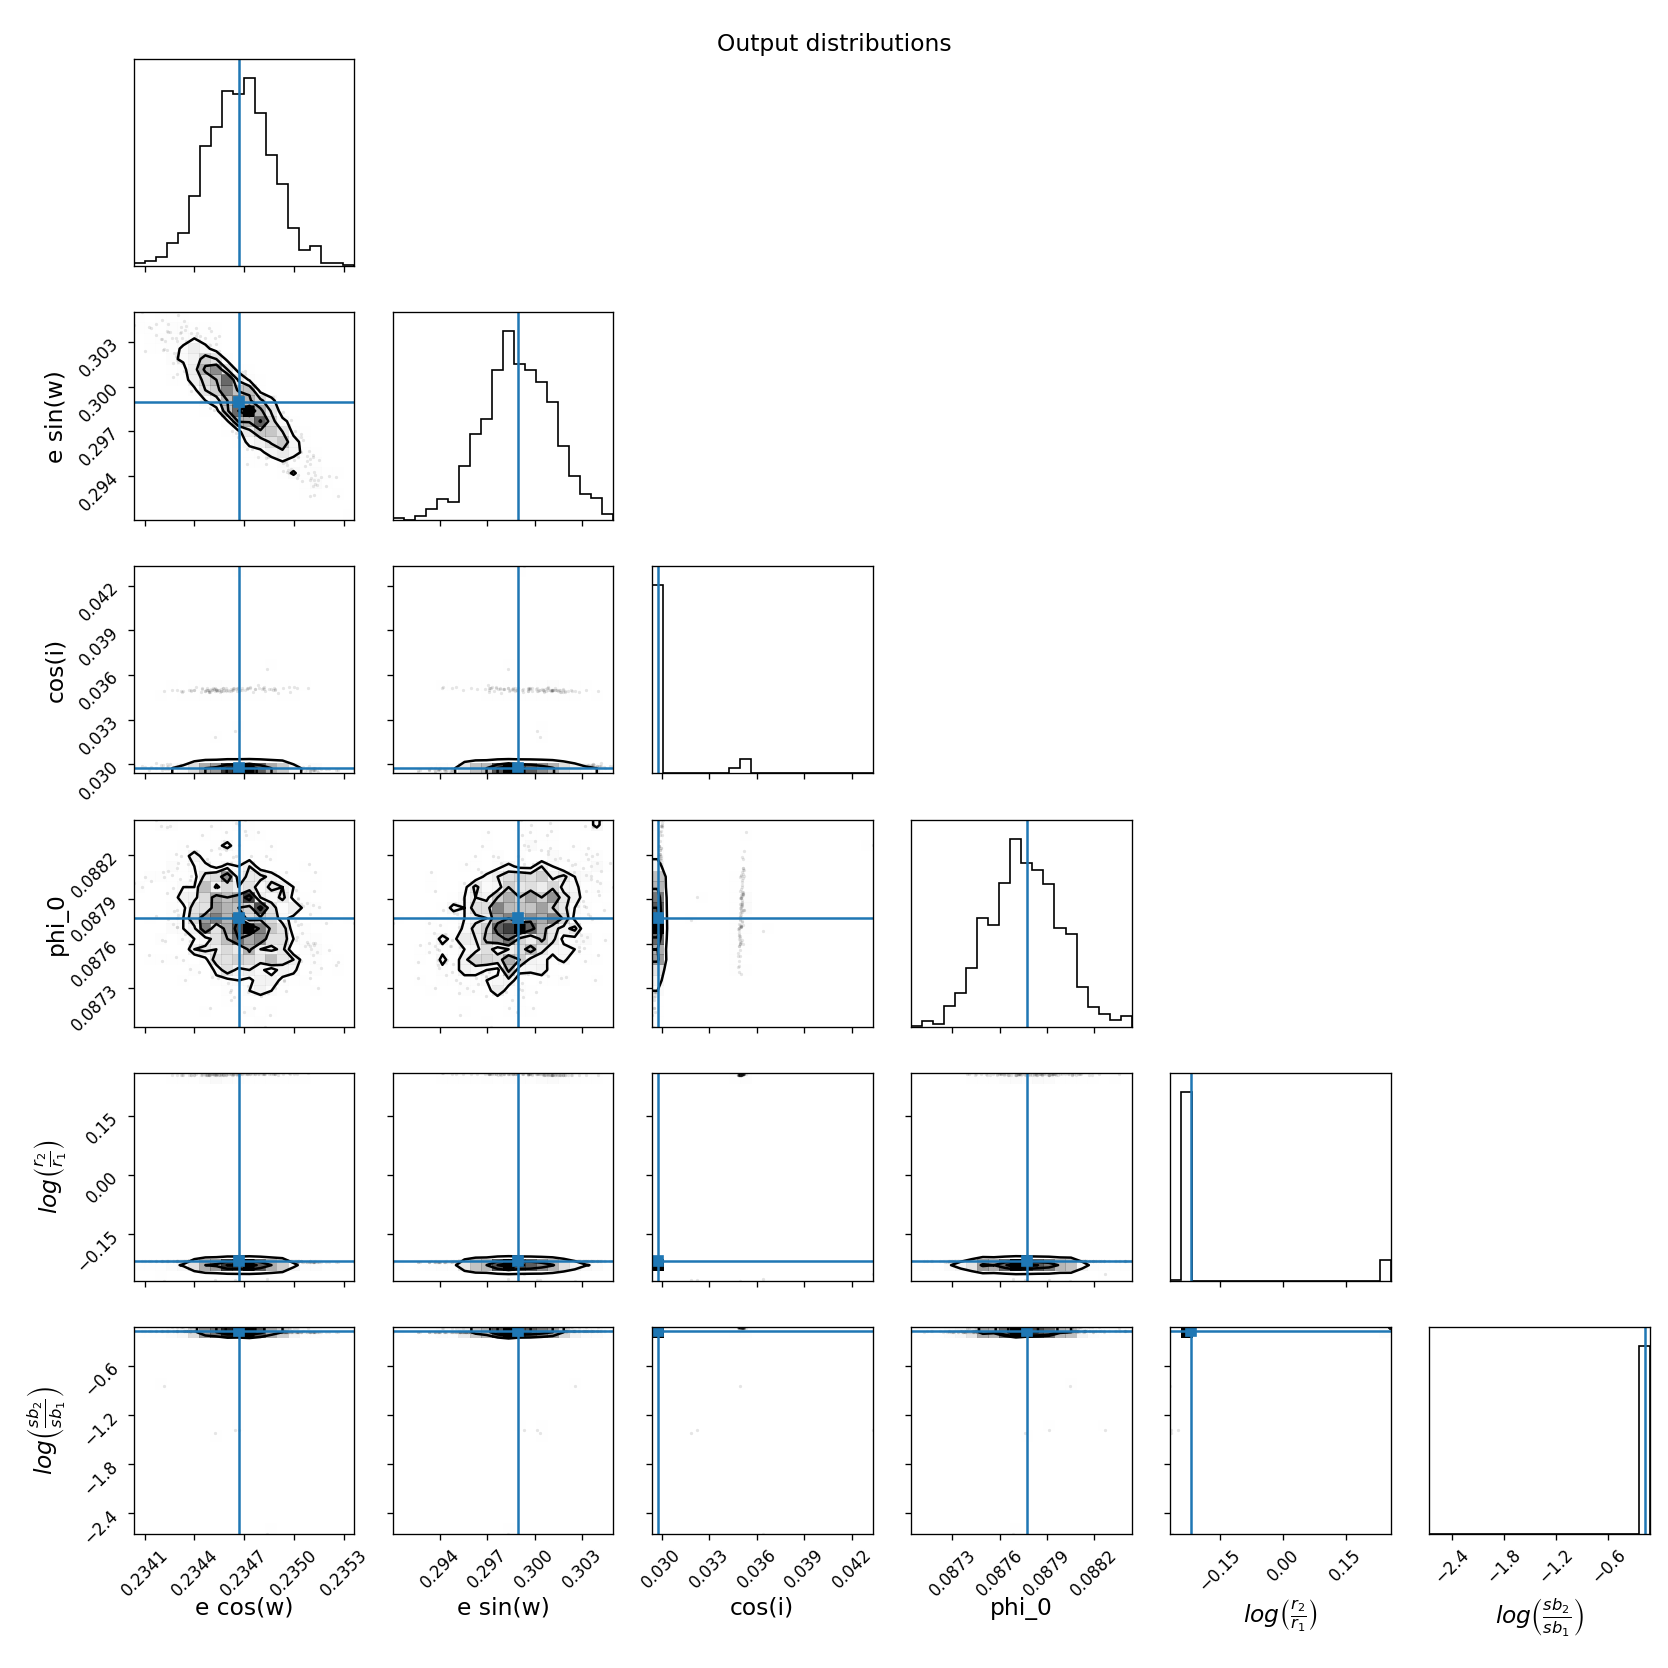 Output distributions
e sin(w)
0.303
0.300
0.297
0.294
cos(i)
0.042
0.039
0.036
0.033
0.030
phi_0
0.0882
0.0879
0.0876
0.0873
log(r₂/r₁)
0.15
0.00
−0.15
log(sb₂/sb₁)
−0.6
−1.2
−1.8
−2.4
0.2341 0.2344 0.2347 0.2350 0.2353
e cos(w)
0.294 0.297 0.300 0.303
e sin(w)
0.030 0.033 0.036 0.039 0.042
cos(i)
0.0873 0.0876 0.0879 0.0882
phi_0
−0.15 0.00 0.15
log(r₂/r₁)
−2.4 −1.8 −1.2 −0.6
log(sb₂/sb₁)